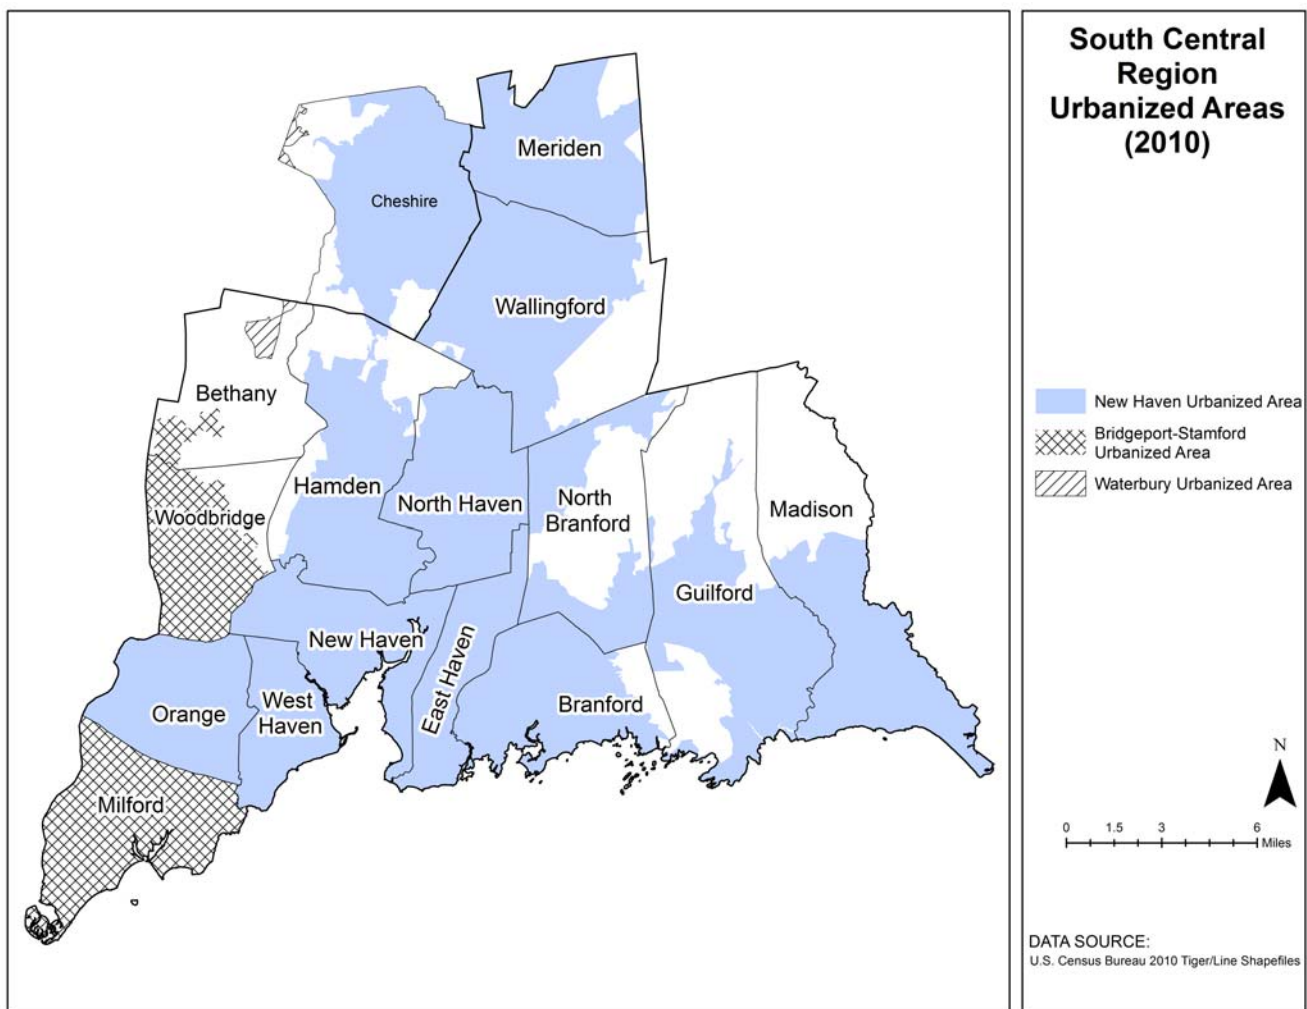 South Central
Region
Urbanized Areas
(2010)
Meriden
Cheshire
Wallingford
Bethany
Hamden
North Haven
North
Branford
Madison
Woodbridge
Guilford
New Haven
East Haven
West
Haven
Branford
Orange
Milford
New Haven Urbanized Area
Bridgeport-Stamford
Urbanized Area
Waterbury Urbanized Area
N
0 1.5 3 6
Miles
DATA SOURCE:
U.S. Census Bureau 2010 Tiger/Line Shapefiles